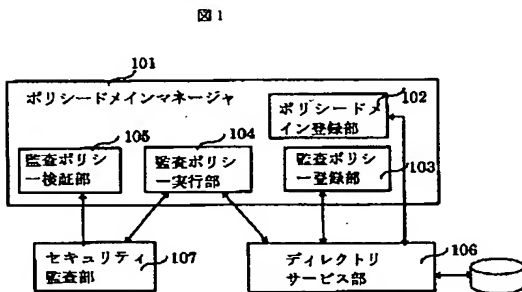 図1
101
ポリシードメインマネージャ
ポリシードメ
イン登録部
102
105
監査ポリシ
ー検証部
104
監査ポリシ
ー実行部
監査ポリシ
ー登録部
103
セキュリティ
監査部
107
ディレクトリ
サービス部
106